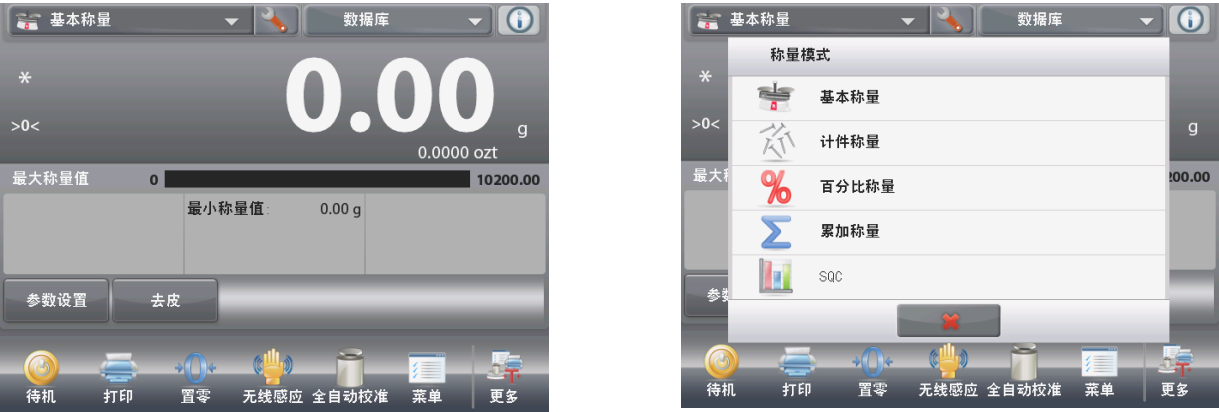 基本称量 数据库
*
0.00 g
>0<
0.0000 ozt
最大称量值 0 10200.00
最小称量值: 0.00 g
参数设置 去皮
待机 打印 置零 无线感应 全自动校准 菜单 更多
基本称量 数据库
称量模式
*
基本称量
>0< g
计件称量
最大称 200.00
百分比称量
累加称量
SQC
参数
待机 打印 置零 无线感应 全自动校准 菜单 更多